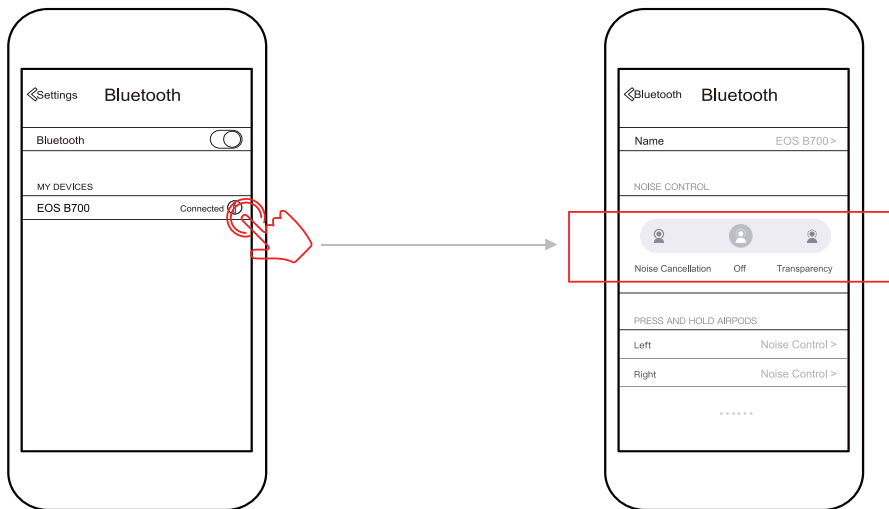 Settings Bluetooth
Bluetooth
MY DEVICES
EOS B700 Connected
Bluetooth Bluetooth
Name EOS B700 >
NOISE CONTROL
Noise Cancellation Off Transparency
PRESS AND HOLD AIRPODS
Left Noise Control >
Right Noise Control >
......